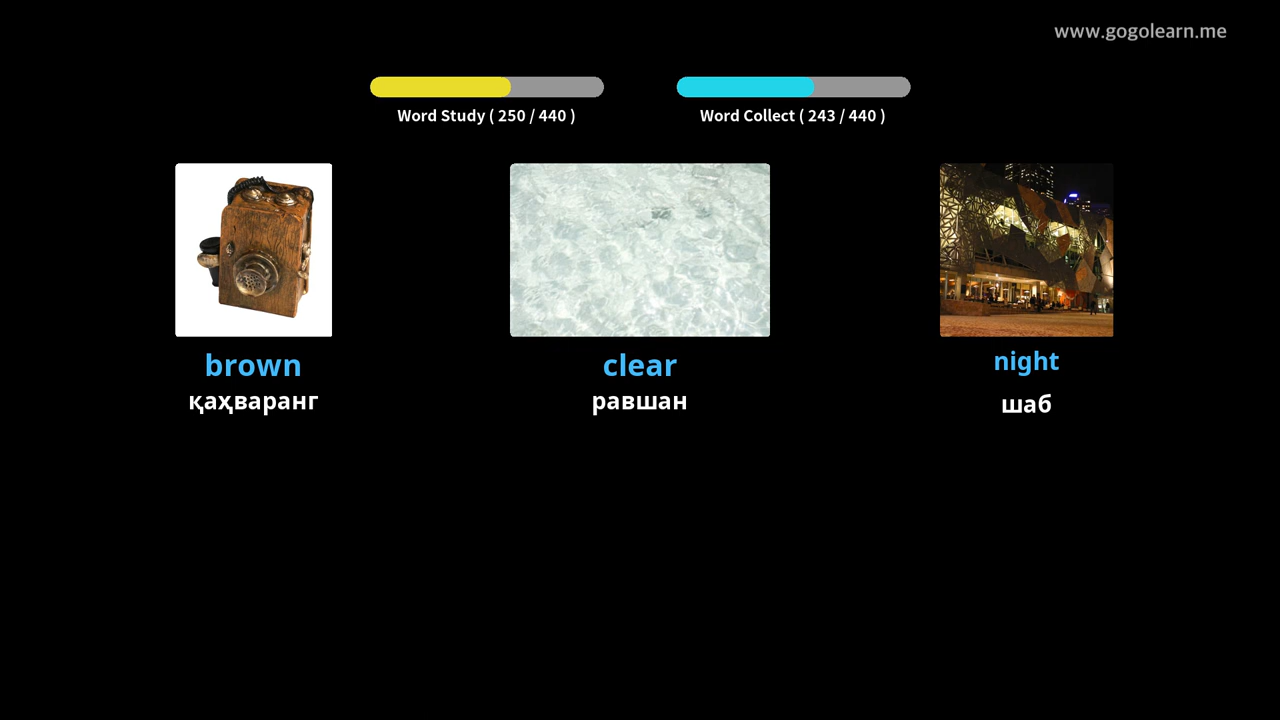 www.gogolearn.me
Word Study ( 250 / 440 )
Word Collect ( 243 / 440 )
brown
қаҳваранг
clear
равшан
night
шаб